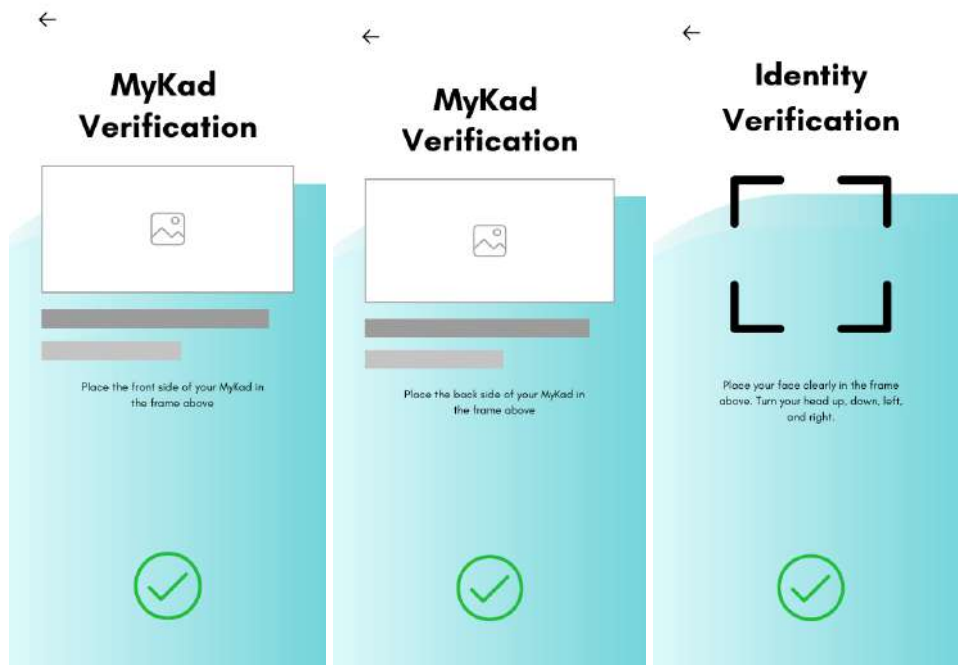 MyKad
Verification
Place the front side of your MyKad in
the frame above
MyKad
Verification
Place the back side of your MyKad in
the frame above
Identity
Verification
Place your face clearly in the frame
above. Turn your head up, down, left,
and right.